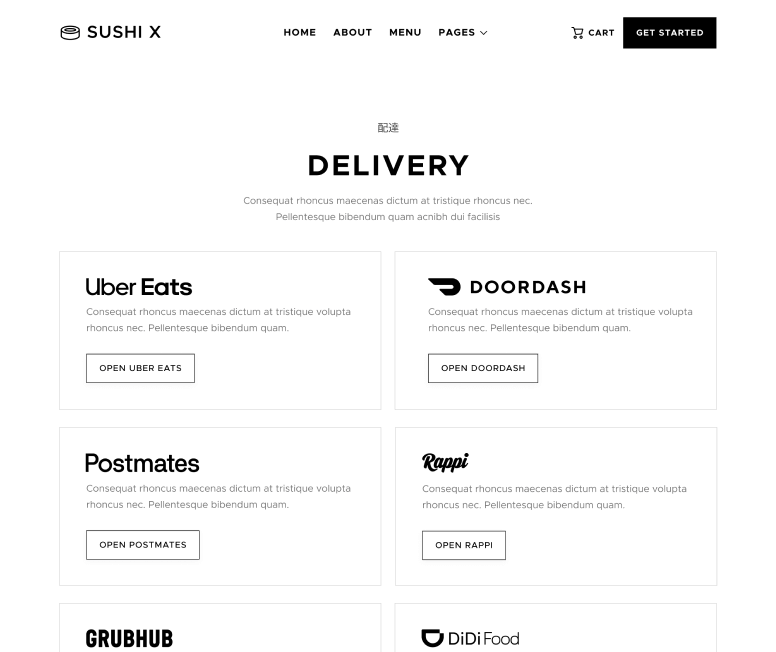 SUSHI X
HOME ABOUT MENU PAGES
CART GET STARTED
配達
DELIVERY
Consequat rhoncus maecenas dictum at tristique rhoncus nec.
Pellentesque bibendum quam acnibh dui facilisis
Uber Eats
Consequat rhoncus maecenas dictum at tristique volupta
rhoncus nec. Pellentesque bibendum quam.
OPEN UBER EATS
DOORDASH
Consequat rhoncus maecenas dictum at tristique volupta
rhoncus nec. Pellentesque bibendum quam.
OPEN DOORDASH
Postmates
Consequat rhoncus maecenas dictum at tristique volupta
rhoncus nec. Pellentesque bibendum quam.
OPEN POSTMATES
Rappi
Consequat rhoncus maecenas dictum at tristique volupta
rhoncus nec. Pellentesque bibendum quam.
OPEN RAPPI
GRUBHUB
DiDi Food